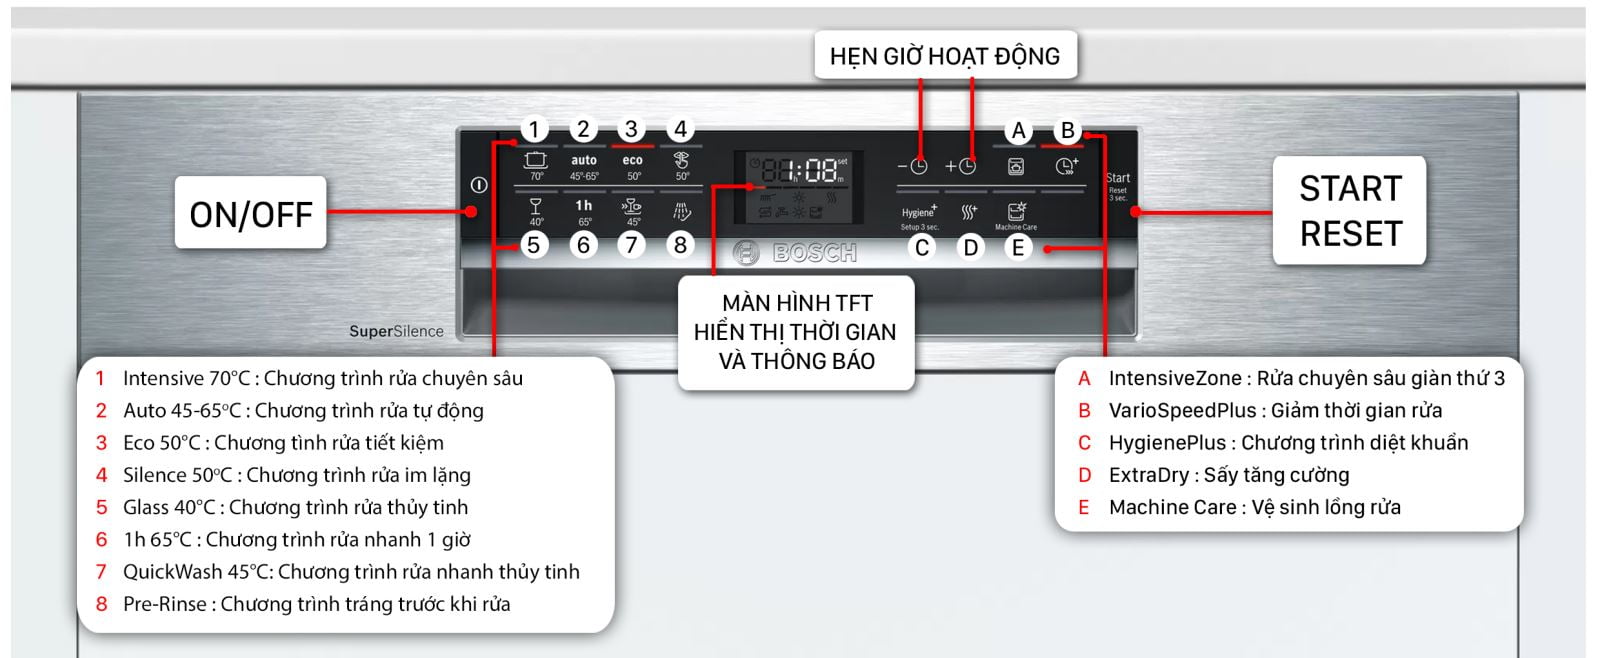 HẸN GIỜ HOẠT ĐỘNG
1 2 3 4 A B
auto eco
70° 45°-65° 50° 50°
1:08 set
h m
- +
Start
Reset
3 sec.
ON/OFF
START
RESET
1h
40° 65° 45°
Hygiene+
Setup 3 sec.
Machine Care
5 6 7 8 C D E
BOSCH
MÀN HÌNH TFT
HIỂN THỊ THỜI GIAN
VÀ THÔNG BÁO
SuperSilence
1 Intensive 70°C : Chương trình rửa chuyên sâu
2 Auto 45-65°C : Chương trình rửa tự động
3 Eco 50°C : Chương tình rửa tiết kiệm
4 Silence 50°C : Chương trình rửa im lặng
5 Glass 40°C : Chương trình rửa thủy tinh
6 1h 65°C : Chương trình rửa nhanh 1 giờ
7 QuickWash 45°C: Chương trình rửa nhanh thủy tinh
8 Pre-Rinse : Chương trình tráng trước khi rửa
A IntensiveZone : Rửa chuyên sâu giàn thứ 3
B VarioSpeedPlus : Giảm thời gian rửa
C HygienePlus : Chương trình diệt khuẩn
D ExtraDry : Sấy tăng cường
E Machine Care : Vệ sinh lồng rửa